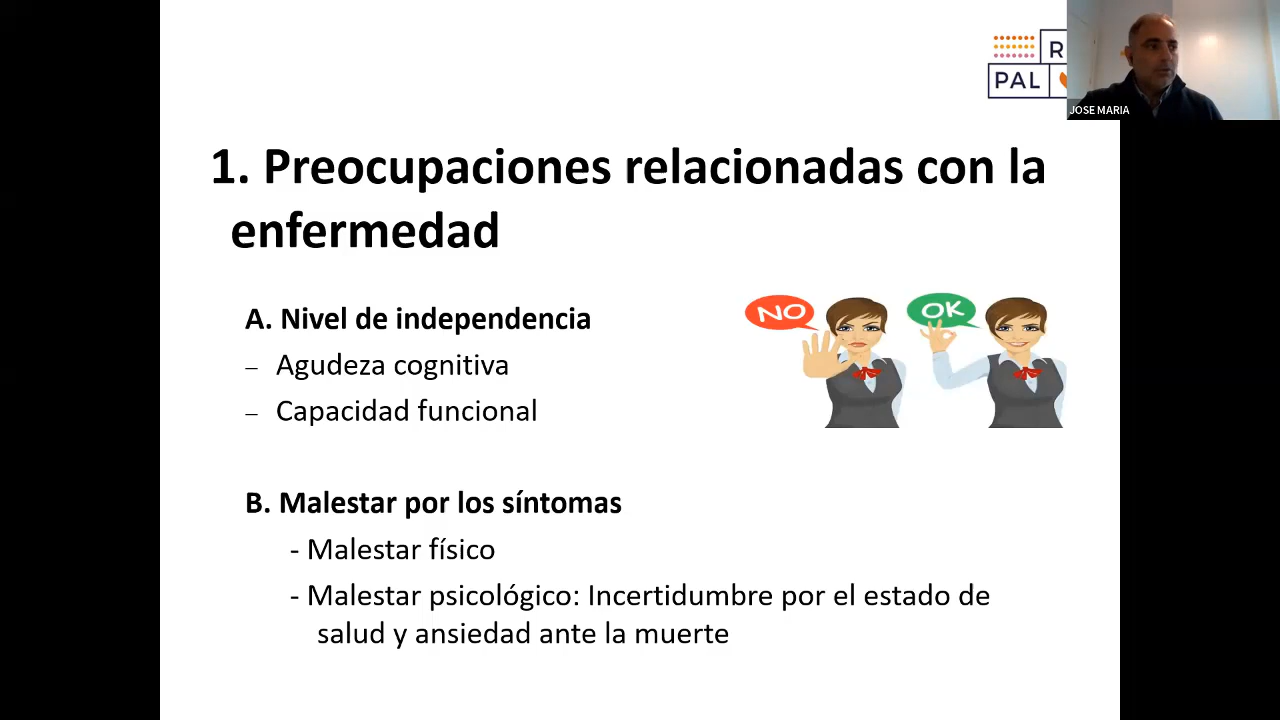 R
PAL
JOSE MARIA
1. Preocupaciones relacionadas con la
enfermedad
A. Nivel de independencia
– Agudeza cognitiva
– Capacidad funcional
NO
OK
B. Malestar por los síntomas
- Malestar físico
- Malestar psicológico: Incertidumbre por el estado de
salud y ansiedad ante la muerte